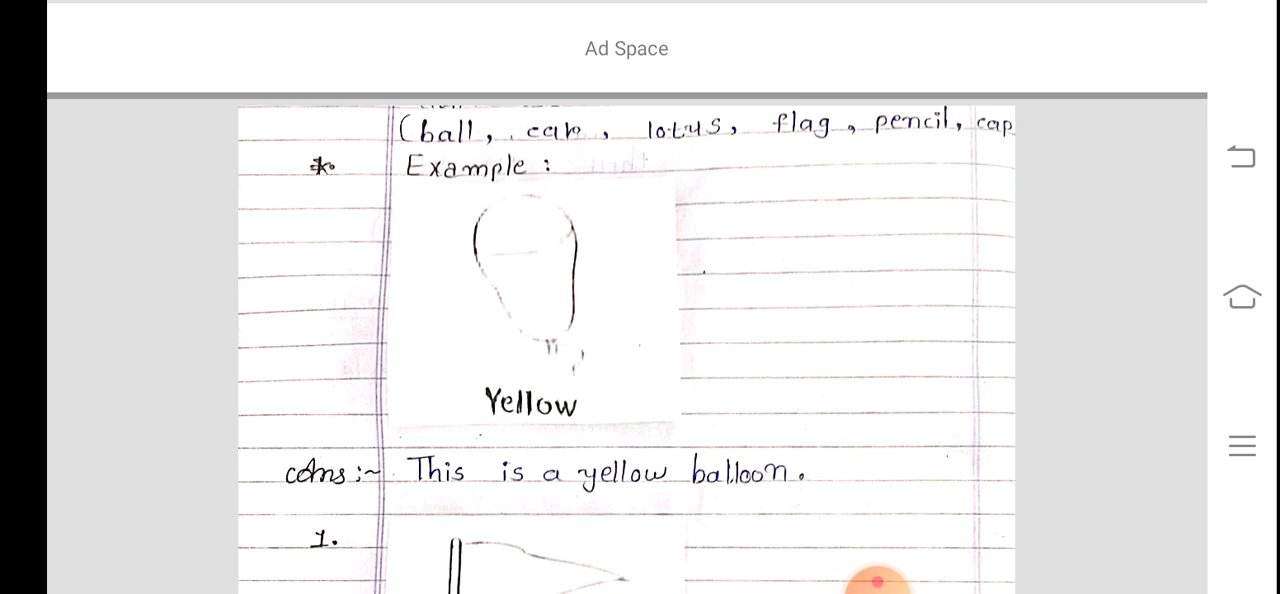 Ad Space
(ball, car, lotus, flag, pencil, cap
*. Example :
Yellow
Ans :~ This is a yellow balloon.
1.